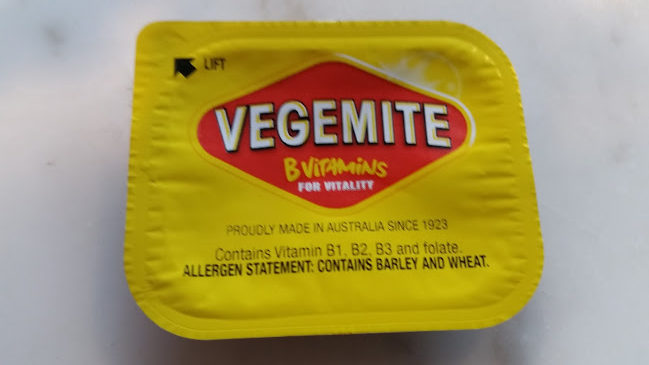 LIFT
VEGEMITE
B VITAMINS
FOR VITALITY
PROUDLY MADE IN AUSTRALIA SINCE 1923
Contains Vitamin B1, B2, B3 and folate.
ALLERGEN STATEMENT: CONTAINS BARLEY AND WHEAT.